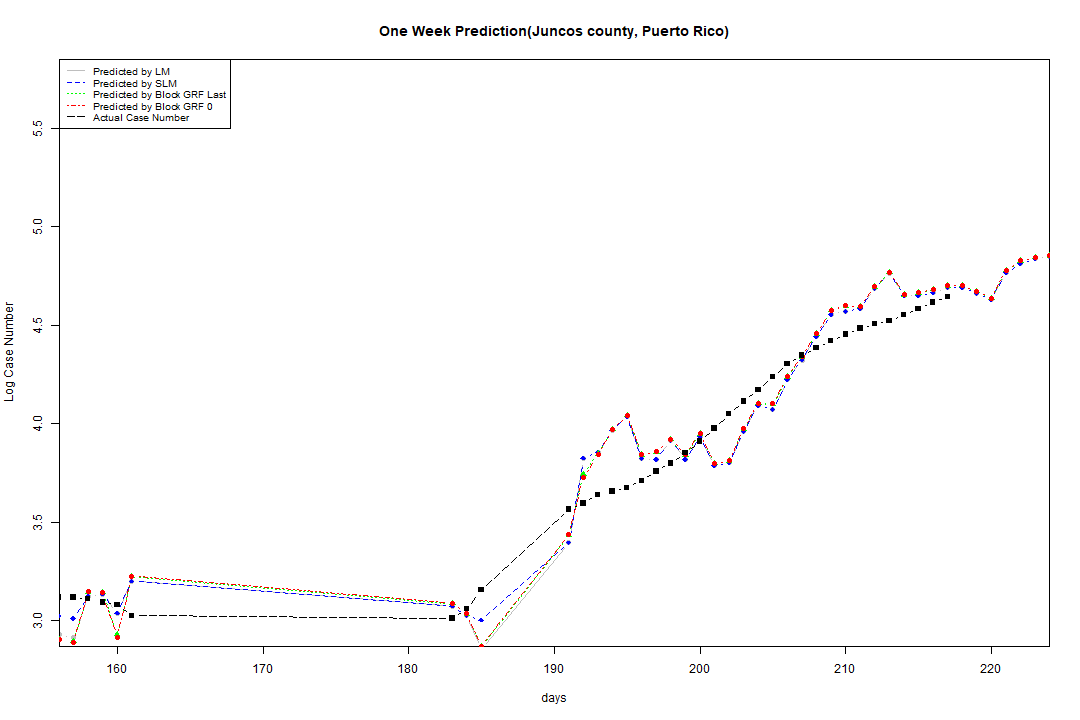 One Week Prediction(Juncos county, Puerto Rico)
Predicted by LM
Predicted by SLM
Predicted by Block GRF Last
Predicted by Block GRF 0
Actual Case Number
5.5
5.0
4.5
4.0
3.5
3.0
Log Case Number
160 170 180 190 200 210 220
days